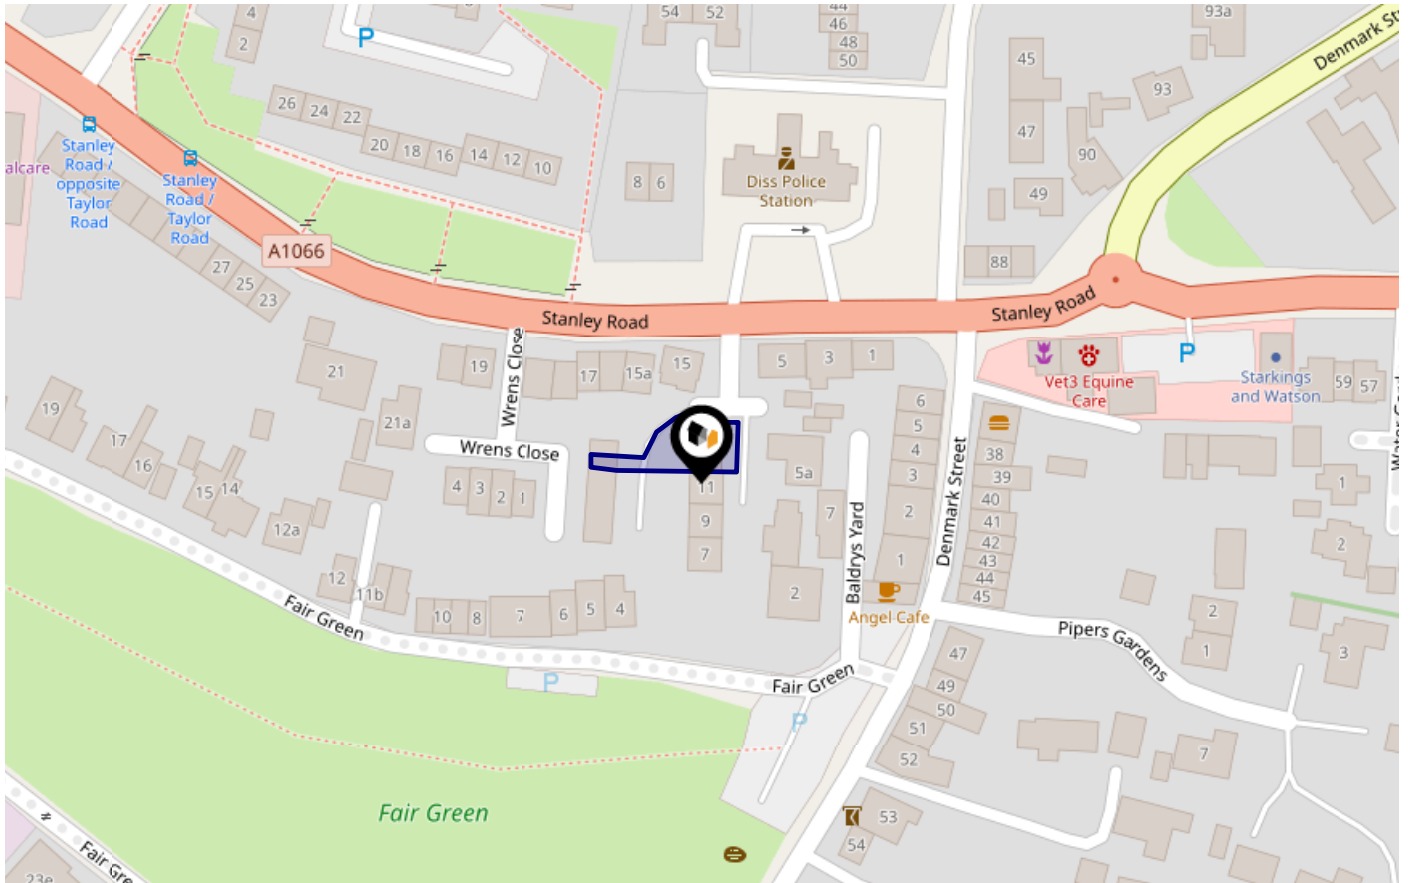 4
2
54
52
44
46
48
50
93a
Denmark St
45
93
47
90
49
88
26
24
22
20
18
16
14
12
10
8
6
Diss Police
Station
alcare
Stanley
Road /
opposite
Taylor
Road
Stanley
Road /
Taylor
Road
A1066
27
25
23
Stanley Road
Stanley Road
Wrens Close
19
17
15a
15
5
3
1
21
21a
19
17
16
15
14
12a
Wrens Close
4
3
2
1
11
9
7
5a
7
2
Baldrys Yard
6
5
4
3
2
1
Angel Cafe
Denmark Street
Vet3 Equine
Care
P
Starkings
and Watson
59
57
38
39
40
41
42
43
44
45
1
2
2
1
3
Pipers Gardens
12
11b
10
8
7
6
5
4
Fair Green
Fair Green
P
P
P
47
49
50
51
52
7
53
54
Fair Green
Fair Gre
23e